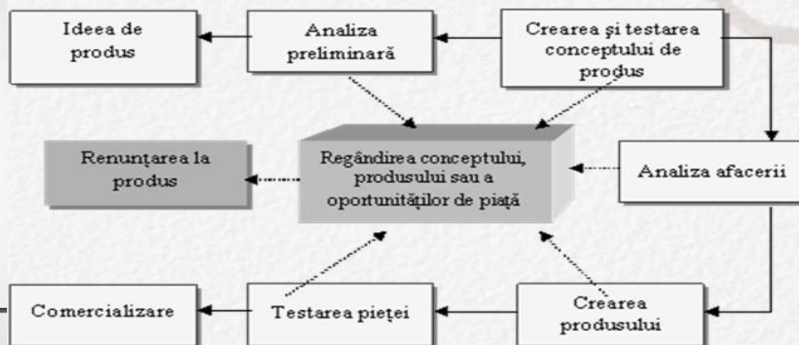 Ideea de
produs
Analiza
preliminară
Crearea şi testarea
conceptului de
produs
Renunţarea la
produs
Regândirea conceptului,
produsului sau a
oportunităţilor de piaţă
Analiza afacerii
Comercializare
Testarea pieţei
Crearea
produsului